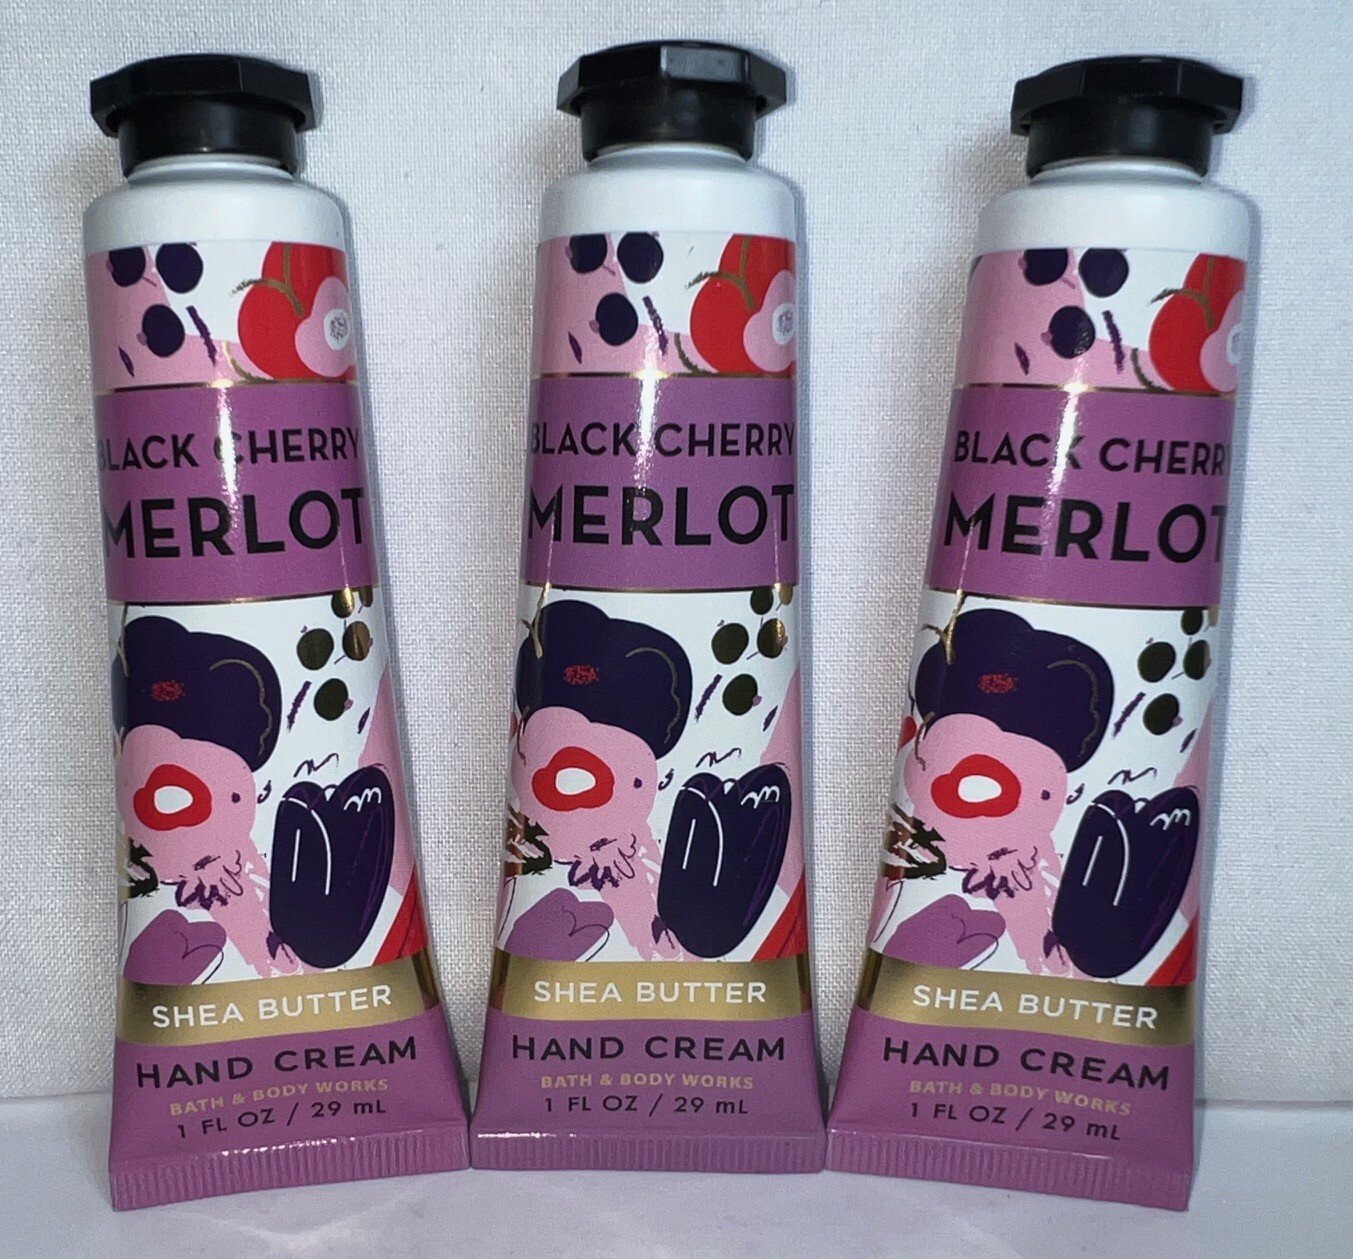 BLACK CHERRY
MERLOT
SHEA BUTTER
HAND CREAM
BATH & BODY WORKS
1 FL OZ / 29 mL
BLACK CHERRY
MERLOT
SHEA BUTTER
HAND CREAM
BATH & BODY WORKS
1 FL OZ / 29 mL
BLACK CHERRY
MERLOT
SHEA BUTTER
HAND CREAM
BATH & BODY WORKS
1 FL OZ / 29 mL